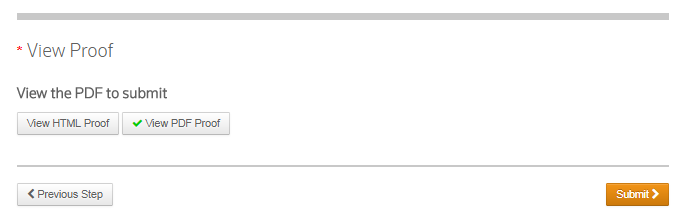 * View Proof
View the PDF to submit
View HTML Proof View PDF Proof
Previous Step Submit